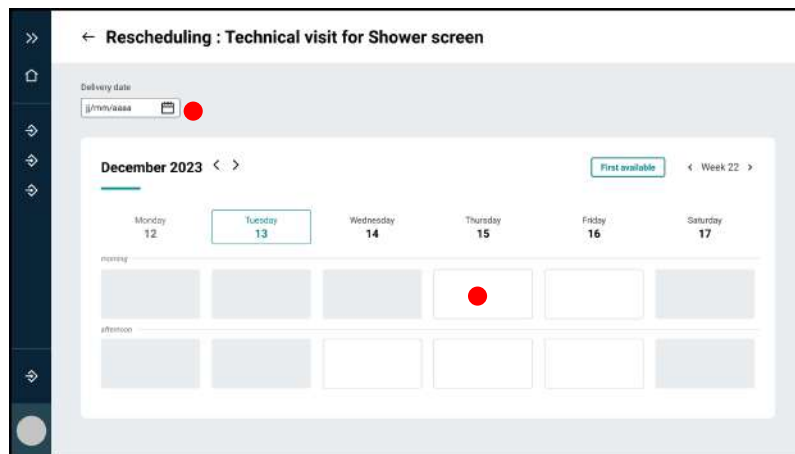 Rescheduling : Technical visit for Shower screen
Delivery date
jj/mm/aaaa
December 2023
First available
Week 22
Monday Tuesday Wednesday Thursday Friday Saturday
12 13 14 15 16 17
morning
afternoon